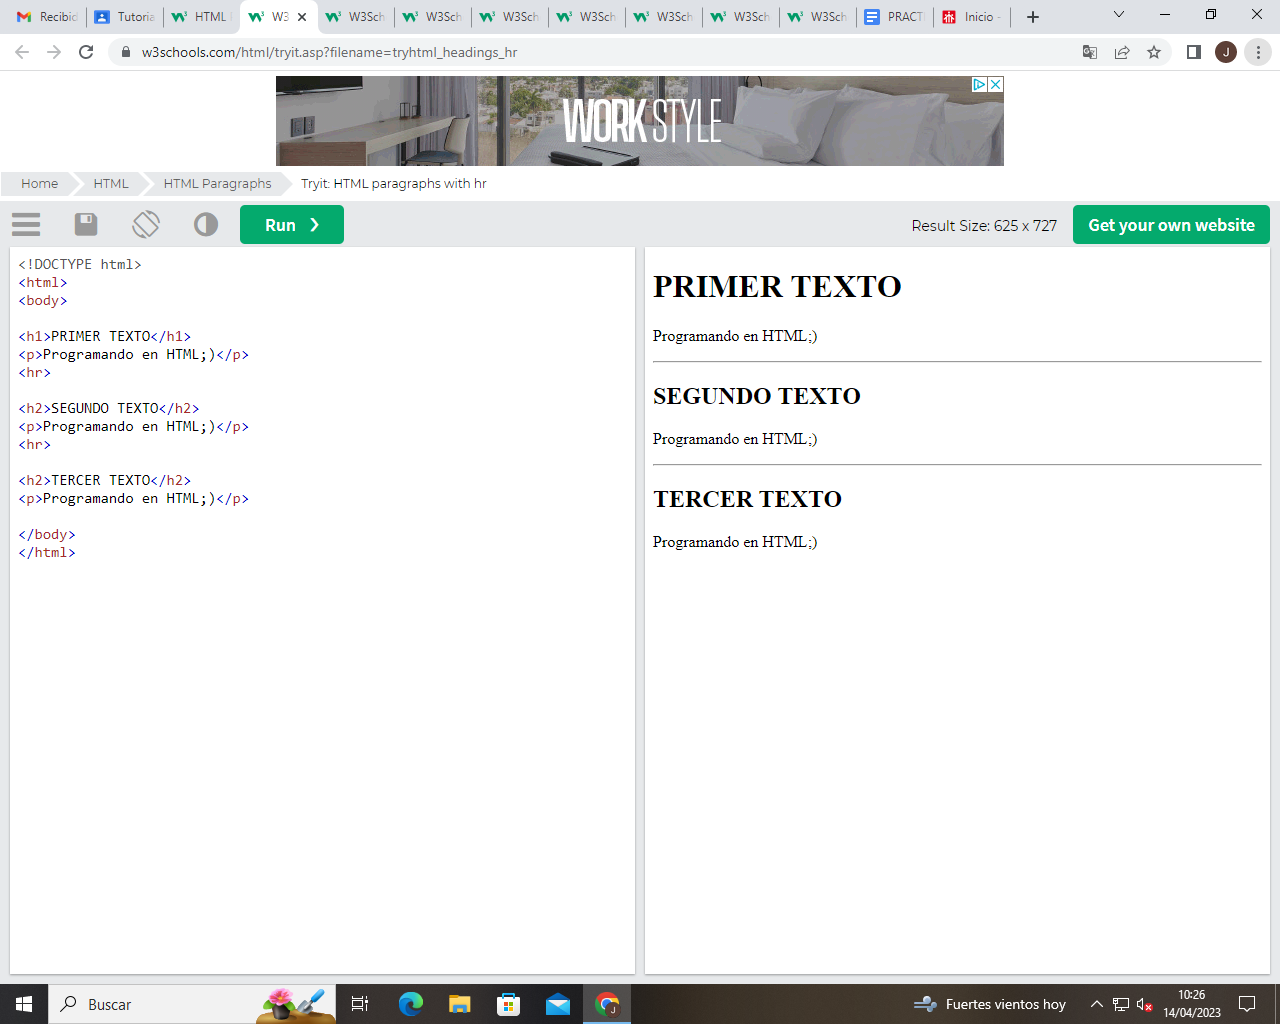 Recibid
Tutoria
HTML
W3
W3Sch
W3Sch
W3Sch
W3Sch
W3Sch
W3Sch
W3Sch
PRACT
Inicio -
w3schools.com/html/tryit.asp?filename=tryhtml_headings_hr
J
WORK STYLE
Home
HTML
HTML Paragraphs
Tryit: HTML paragraphs with hr
Run ❯
Result Size: 625 x 727
Get your own website
<!DOCTYPE html>
<html>
<body>
<h1>PRIMER TEXTO</h1>
<p>Programando en HTML;)</p>
<hr>
<h2>SEGUNDO TEXTO</h2>
<p>Programando en HTML;)</p>
<hr>
<h2>TERCER TEXTO</h2>
<p>Programando en HTML;)</p>
</body>
</html>
PRIMER TEXTO
Programando en HTML;)
SEGUNDO TEXTO
Programando en HTML;)
TERCER TEXTO
Programando en HTML;)
Buscar
J
Fuertes vientos hoy
10:26
14/04/2023